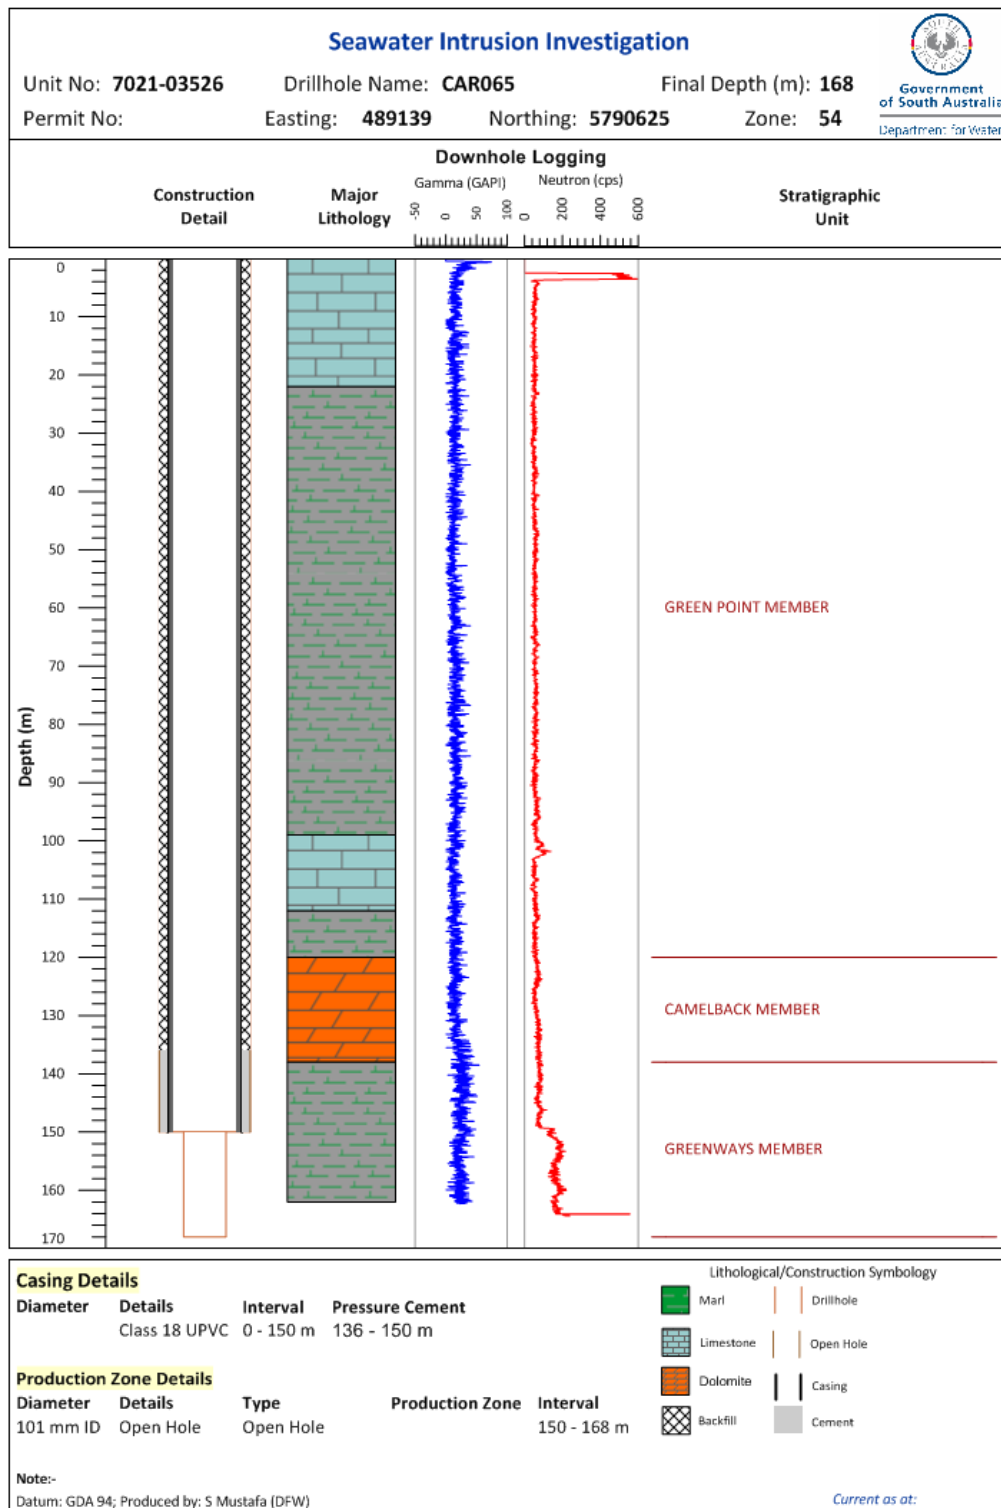 Seawater Intrusion Investigation
Unit No: 7021-03526 Drillhole Name: CAR065 Final Depth (m): 168
Permit No: Easting: 489139 Northing: 5790625 Zone: 54
Government
of South Australia
Department for Water
Downhole Logging
Gamma (GAPI) Neutron (cps)
Construction Detail
Major Lithology
-50 0 50 100 0 200 400 600
Stratigraphic Unit
Depth (m)
0
10
20
30
40
50
60
70
80
90
100
110
120
130
140
150
160
170
GREEN POINT MEMBER
CAMELBACK MEMBER
GREENWAYS MEMBER
Casing Details
Diameter Details Interval Pressure Cement
Class 18 UPVC 0 - 150 m 136 - 150 m
Production Zone Details
Diameter Details Type Production Zone Interval
101 mm ID Open Hole Open Hole 150 - 168 m
Lithological/Construction Symbology
Marl Drillhole
Limestone Open Hole
Dolomite Casing
Backfill Cement
Note:-
Datum: GDA 94; Produced by: S Mustafa (DFW)
Current as at: